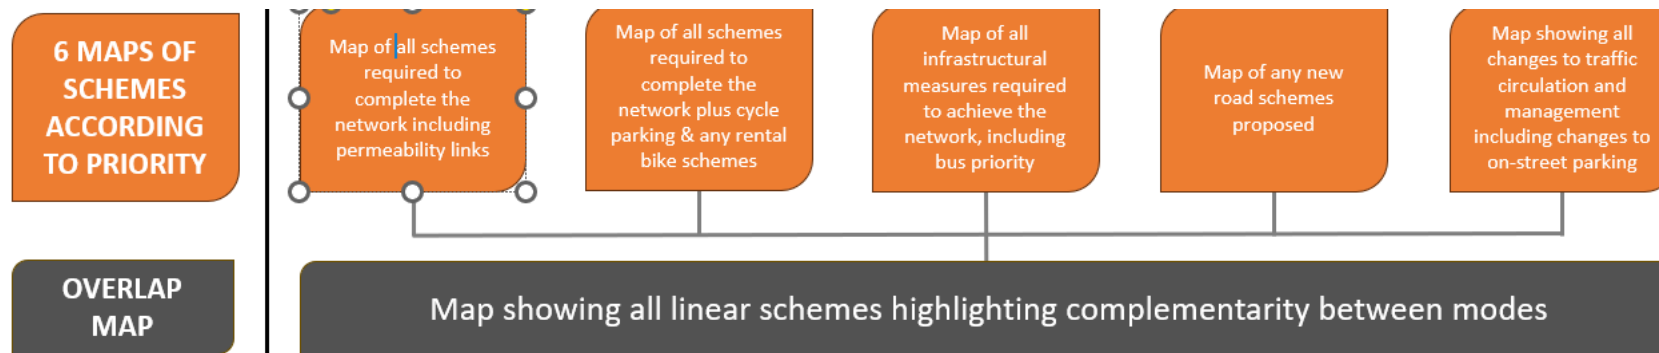 6 MAPS OF
SCHEMES
ACCORDING
TO PRIORITY
Map of all schemes
required to
complete the
network including
permeability links
Map of all schemes
required to
complete the
network plus cycle
parking & any rental
bike schemes
Map of all
infrastructural
measures required
to achieve the
network, including
bus priority
Map of any new
road schemes
proposed
Map showing all
changes to traffic
circulation and
management
including changes to
on-street parking
OVERLAP
MAP
Map showing all linear schemes highlighting complementarity between modes